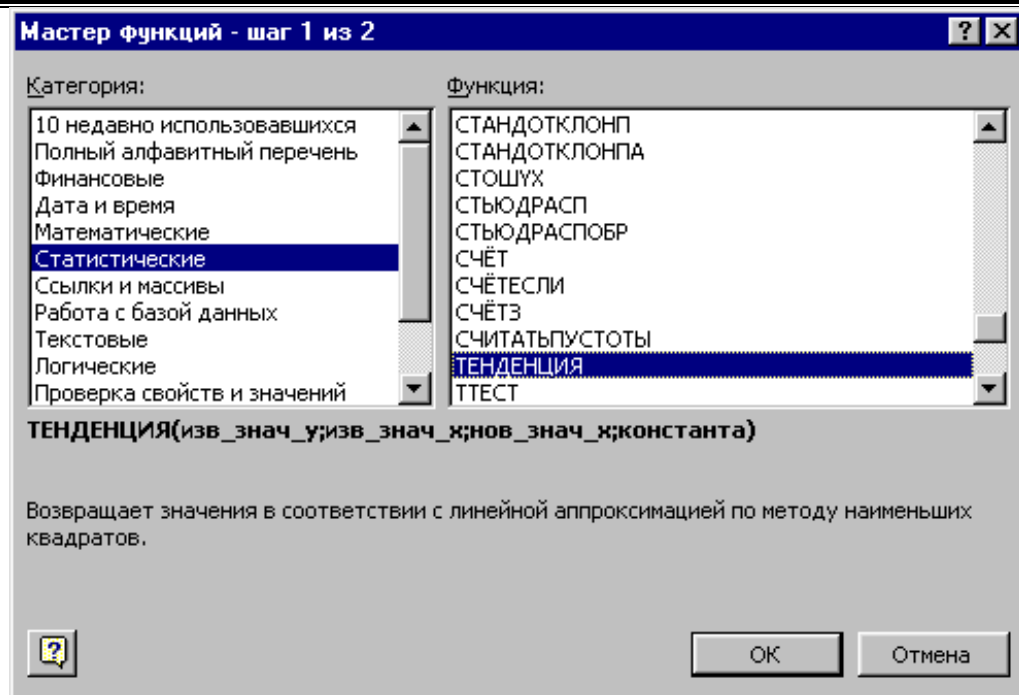 Мастер функций - шаг 1 из 2
Категория:
10 недавно использовавшихся
Полный алфавитный перечень
Финансовые
Дата и время
Математические
Статистические
Ссылки и массивы
Работа с базой данных
Текстовые
Логические
Проверка свойств и значений
Функция:
СТАНДОТКЛОНП
СТАНДОТКЛОНПА
СТОШYX
СТЬЮДРАСП
СТЬЮДРАСПОБР
СЧЁТ
СЧЁТЕСЛИ
СЧЁТЗ
СЧИТАТЬПУСТОТЫ
ТЕНДЕНЦИЯ
ТТЕСТ
ТЕНДЕНЦИЯ(изв_знач_y;изв_знач_x;нов_знач_x;константа)
Возвращает значения в соответствии с линейной аппроксимацией по методу наименьших
квадратов.
ОК
Отмена